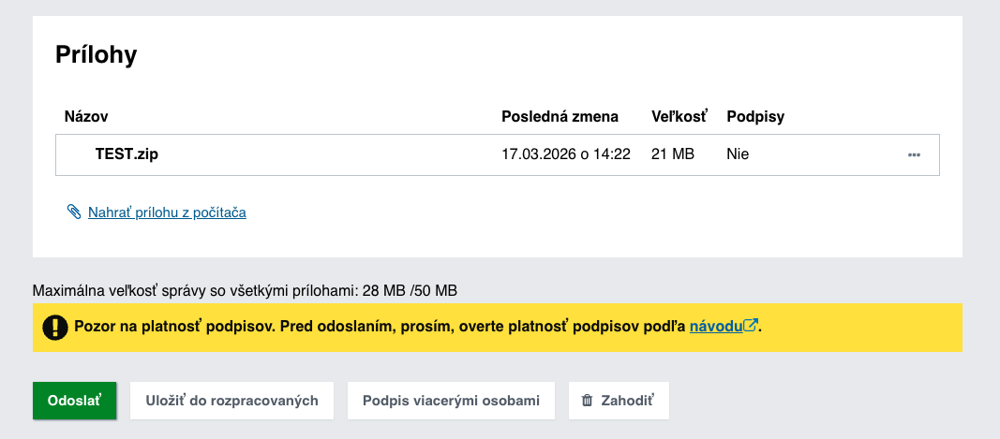 Prílohy
Názov Posledná zmena Veľkosť Podpisy
TEST.zip 17.03.2026 o 14:22 21 MB Nie
Nahrať prílohu z počítača
Maximálna veľkosť správy so všetkými prílohami: 28 MB /50 MB
Pozor na platnosť podpisov. Pred odoslaním, prosím, overte platnosť podpisov podľa návodu.
Odoslať Uložiť do rozpracovaných Podpis viacerými osobami Zahodiť